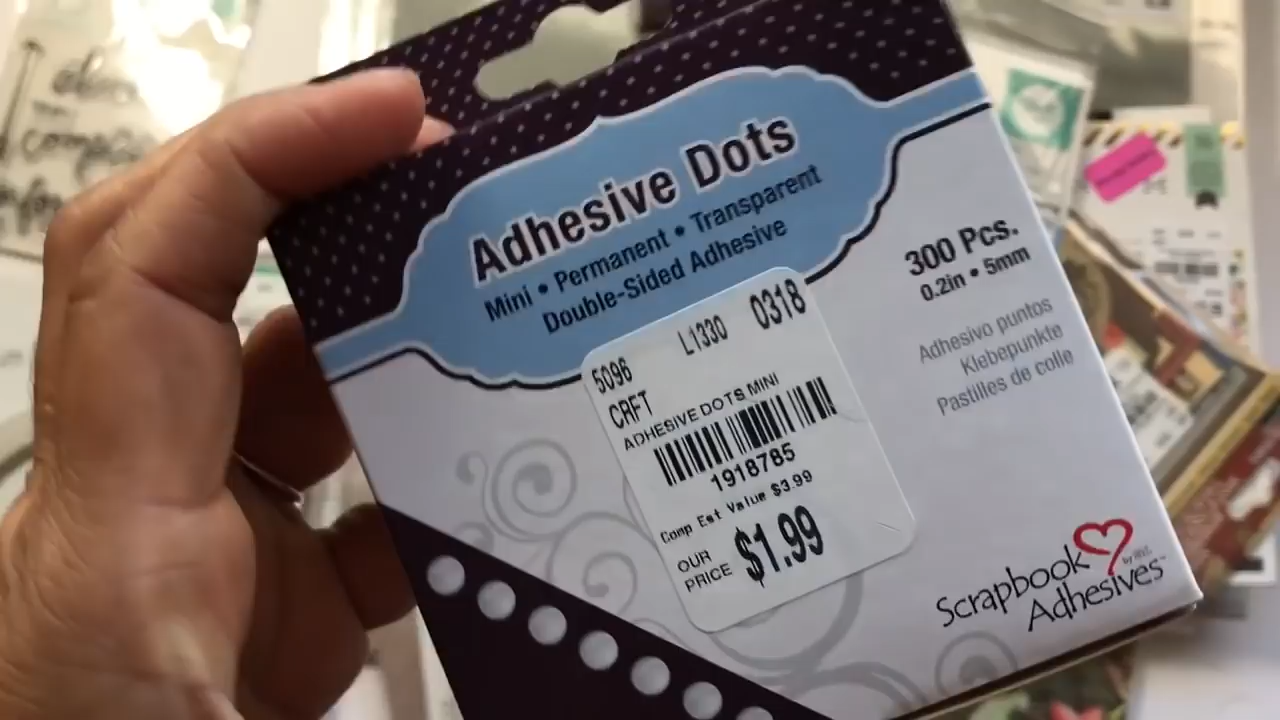 Adhesive Dots
Mini • Permanent • Transparent
Double-Sided Adhesive
300 Pcs.
0.2in • 5mm
Adhesivo puntos
Klebepunkte
Pastilles de colle
5096 L1330 0318
CRFT
ADHESIVE DOTS MINI
1918785
Comp Est Value $3.99
OUR
PRICE $1.99
Scrapbook
Adhesives™